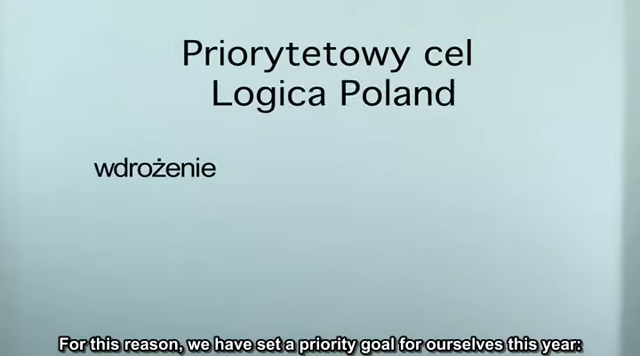 Priorytetowy cel
Logica Poland
wdrożenie
For this reason, we have set a priority goal for ourselves this year: